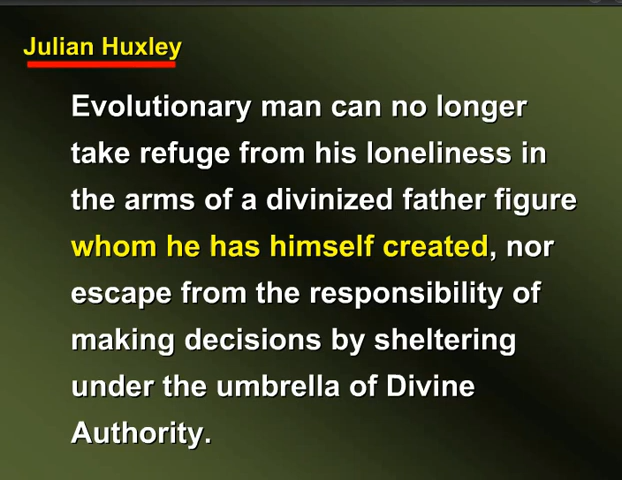 Julian Huxley
Evolutionary man can no longer
take refuge from his loneliness in
the arms of a divinized father figure
whom he has himself created, nor
escape from the responsibility of
making decisions by sheltering
under the umbrella of Divine
Authority.